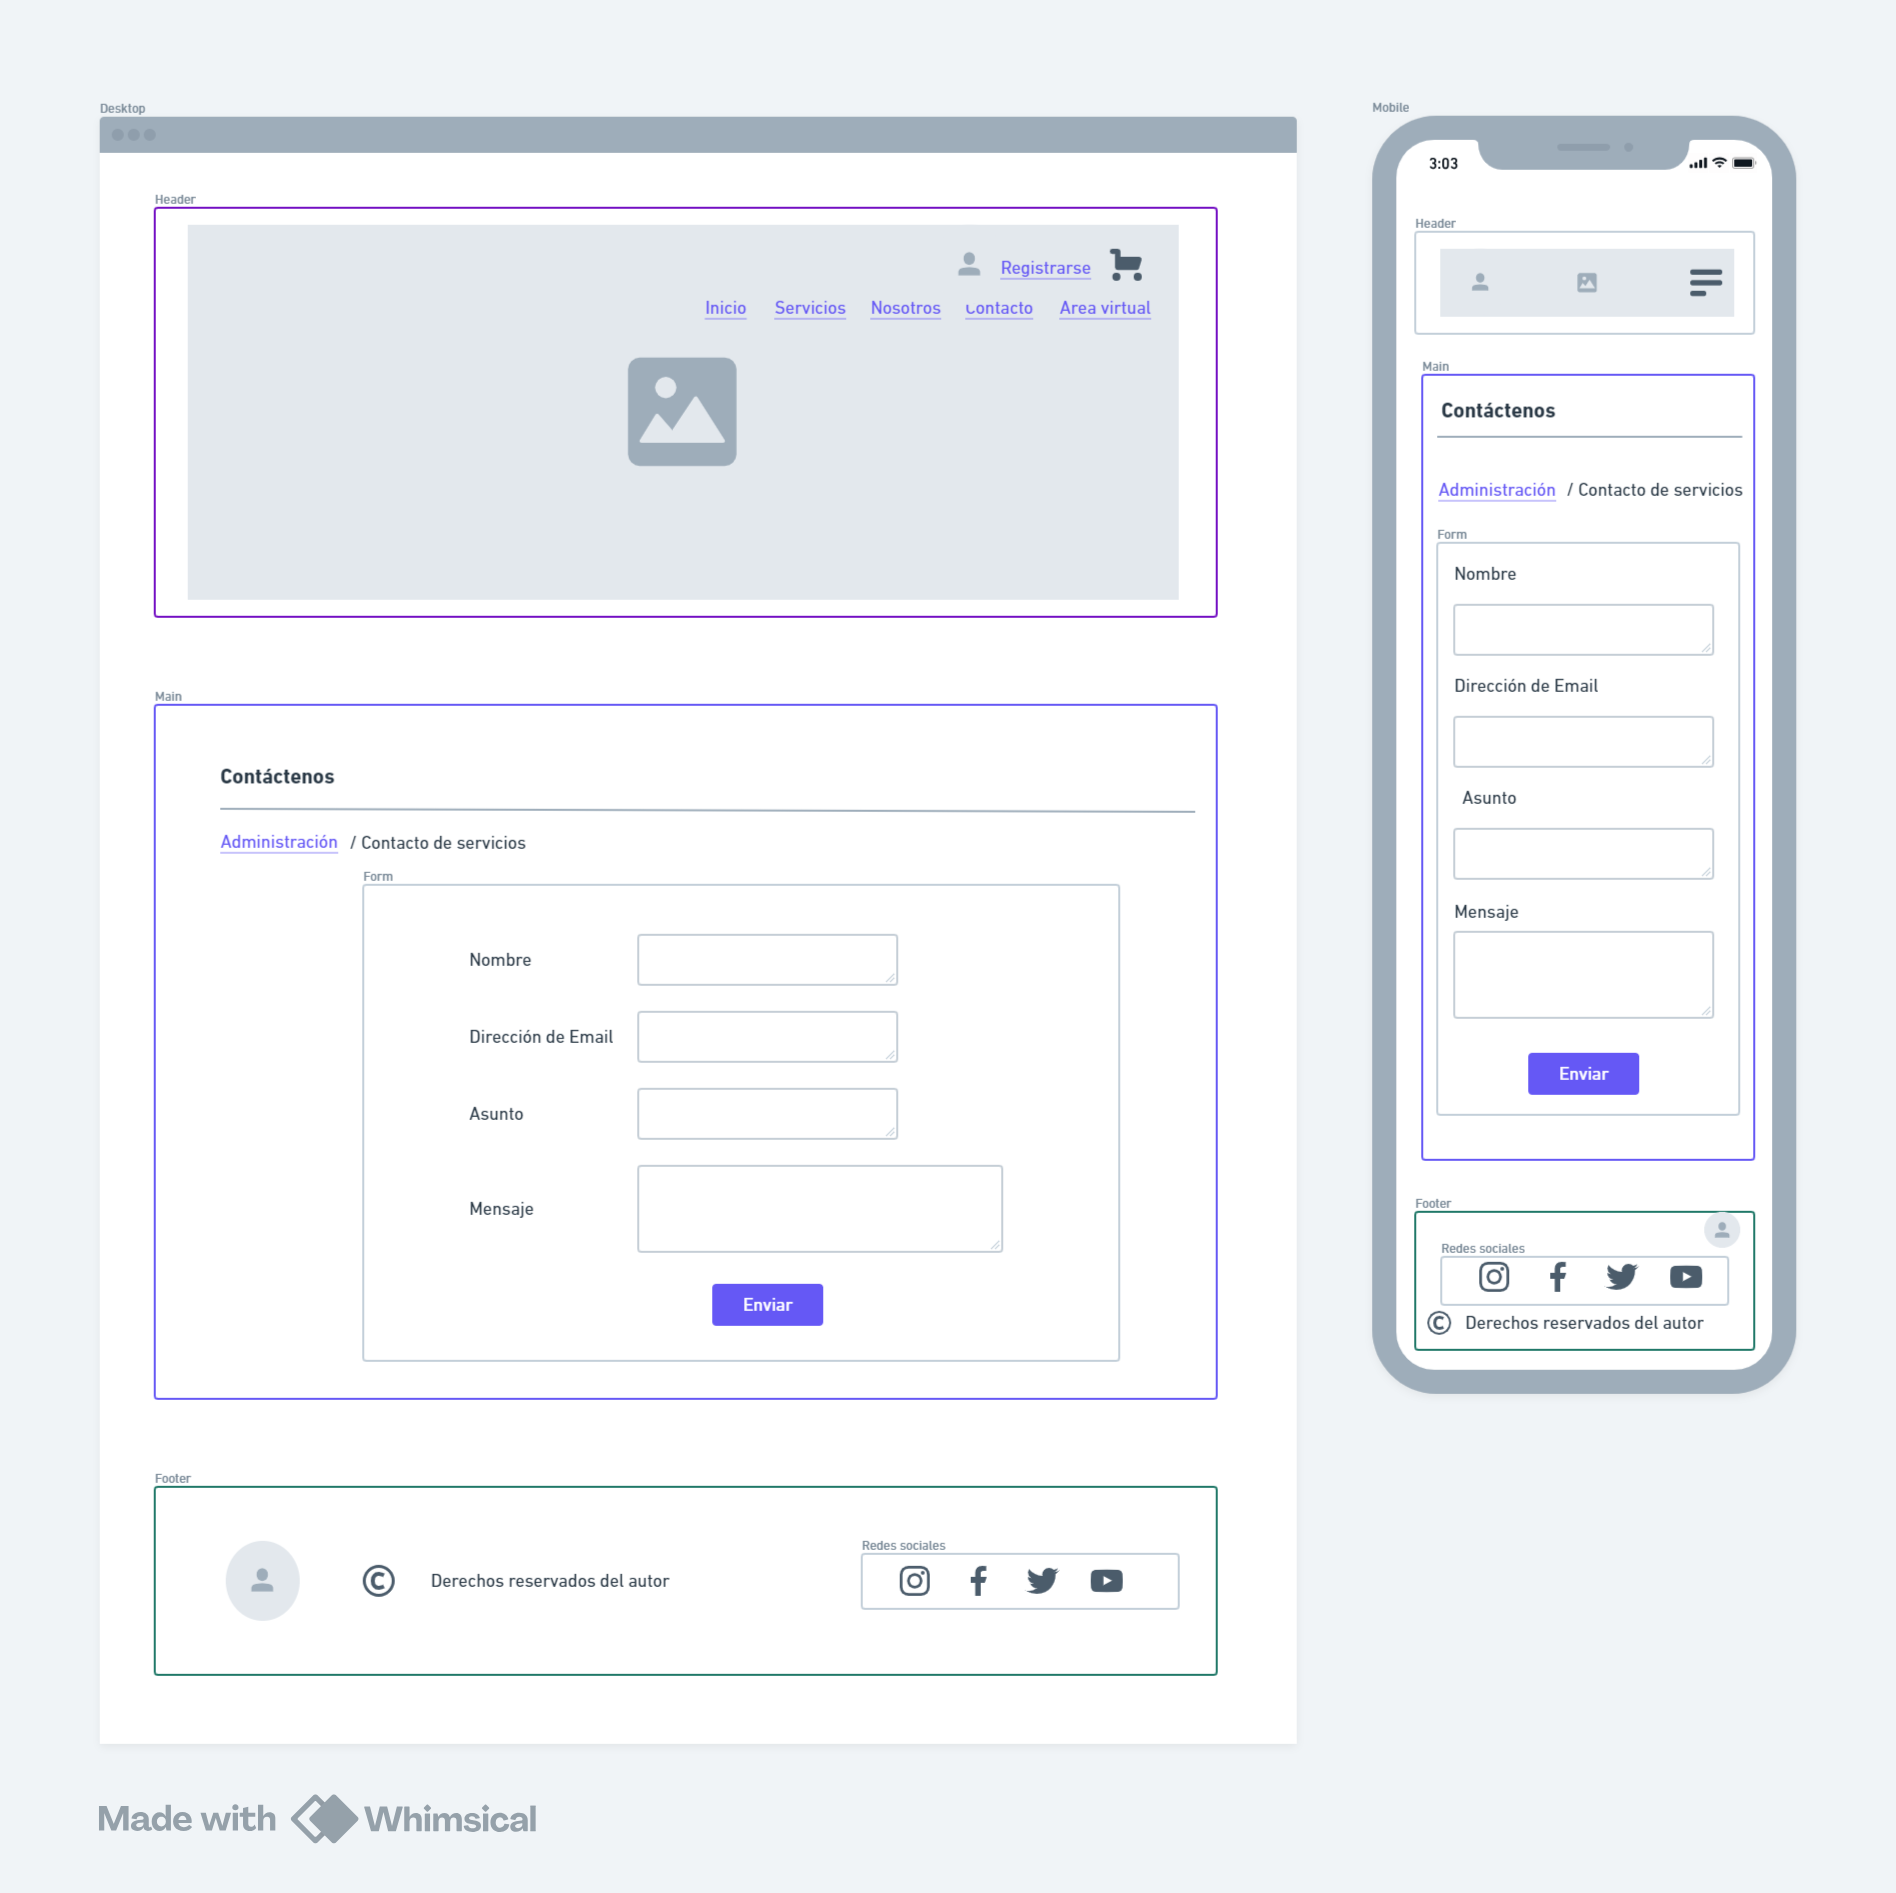 Desktop
Header
Registrarse
Inicio Servicios Nosotros Contacto Area virtual
Main
Contáctenos
Administración / Contacto de servicios
Form
Nombre
Dirección de Email
Asunto
Mensaje
Enviar
Footer
Redes sociales
© Derechos reservados del autor
Mobile
3:03
Header
Main
Contáctenos
Administración / Contacto de servicios
Form
Nombre
Dirección de Email
Asunto
Mensaje
Enviar
Footer
Redes sociales
© Derechos reservados del autor
Made with Whimsical